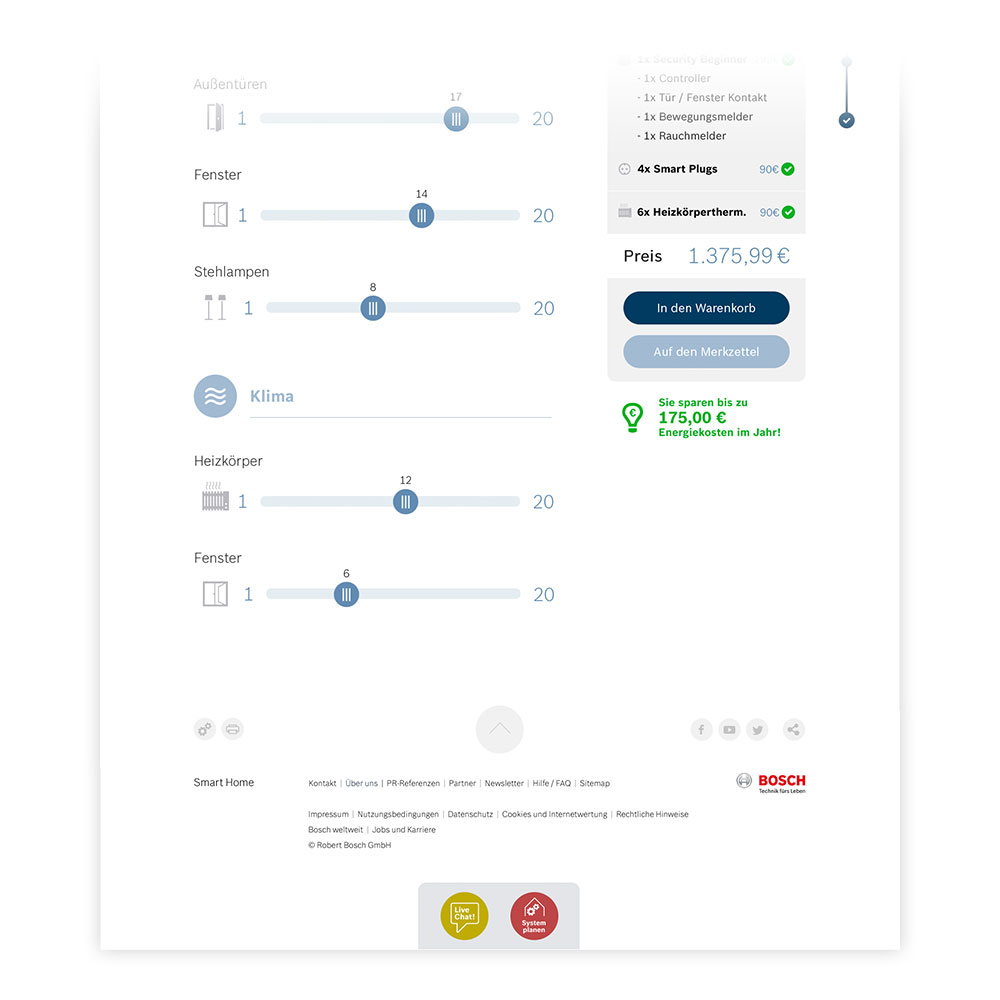 Außentüren
17
1
20
Fenster
14
1
20
Stehlampen
8
1
20
Klima
Heizkörper
12
1
20
Fenster
6
1
20
1x Security Beginner
- 1x Controller
- 1x Tür / Fenster Kontakt
- 1x Bewegungsmelder
- 1x Rauchmelder
4x Smart Plugs 90€
6x Heizkörpertherm. 90€
Preis 1.375,99 €
In den Warenkorb
Auf den Merkzettel
€
Sie sparen bis zu
175,00 €
Energiekosten im Jahr!
Smart Home
Kontakt | Über uns | PR-Referenzen | Partner | Newsletter | Hilfe / FAQ | Sitemap
Impressum | Nutzungsbedingungen | Datenschutz | Cookies und Internetwertung | Rechtliche Hinweise
Bosch weltweit | Jobs und Karriere
© Robert Bosch GmbH
BOSCH
Technik fürs Leben
Live
Chat!
System
planen